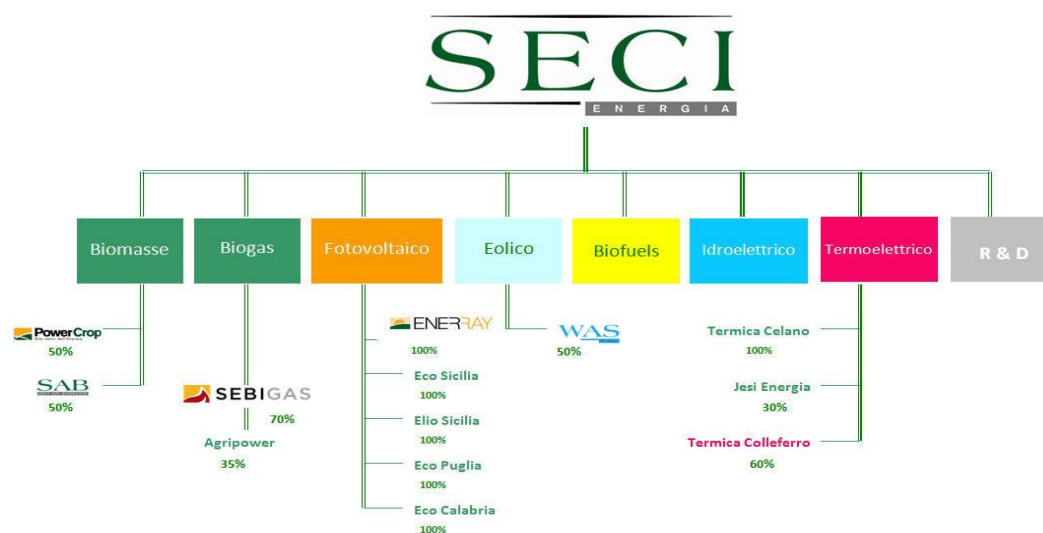 SECI
ENERGIA
Biomasse
Biogas
Fotovoltaico
Eolico
Biofuels
Idroelettrico
Termoelettrico
R & D
PowerCrop
50%
SAB
50%
SEBIGAS
70%
Agripower
35%
ENERRAY
100%
Eco Sicilia
100%
Elio Sicilia
100%
Eco Puglia
100%
Eco Calabria
100%
WAS
50%
Termica Celano
100%
Jesi Energia
30%
Termica Colleferro
60%